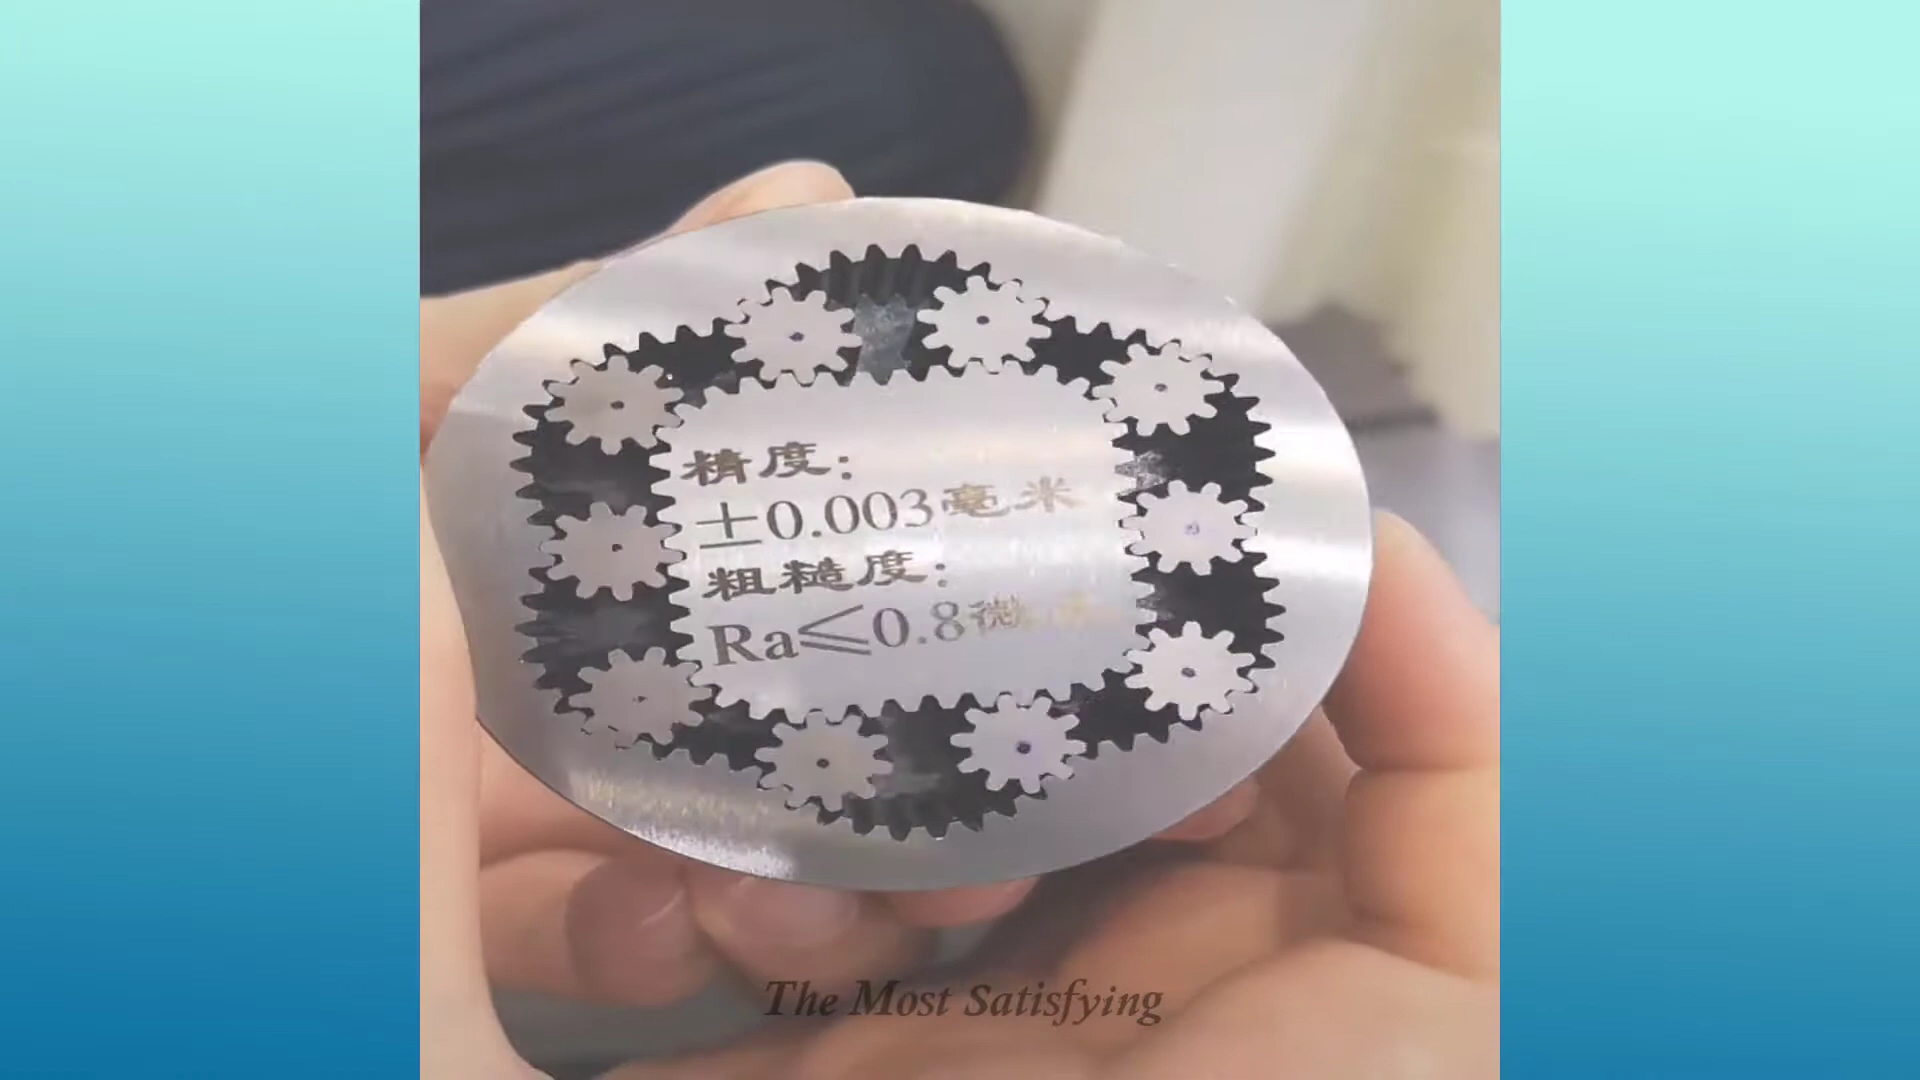 精度：
±0.003毫米
粗糙度：
Ra≤0.8微
The Most Satisfying